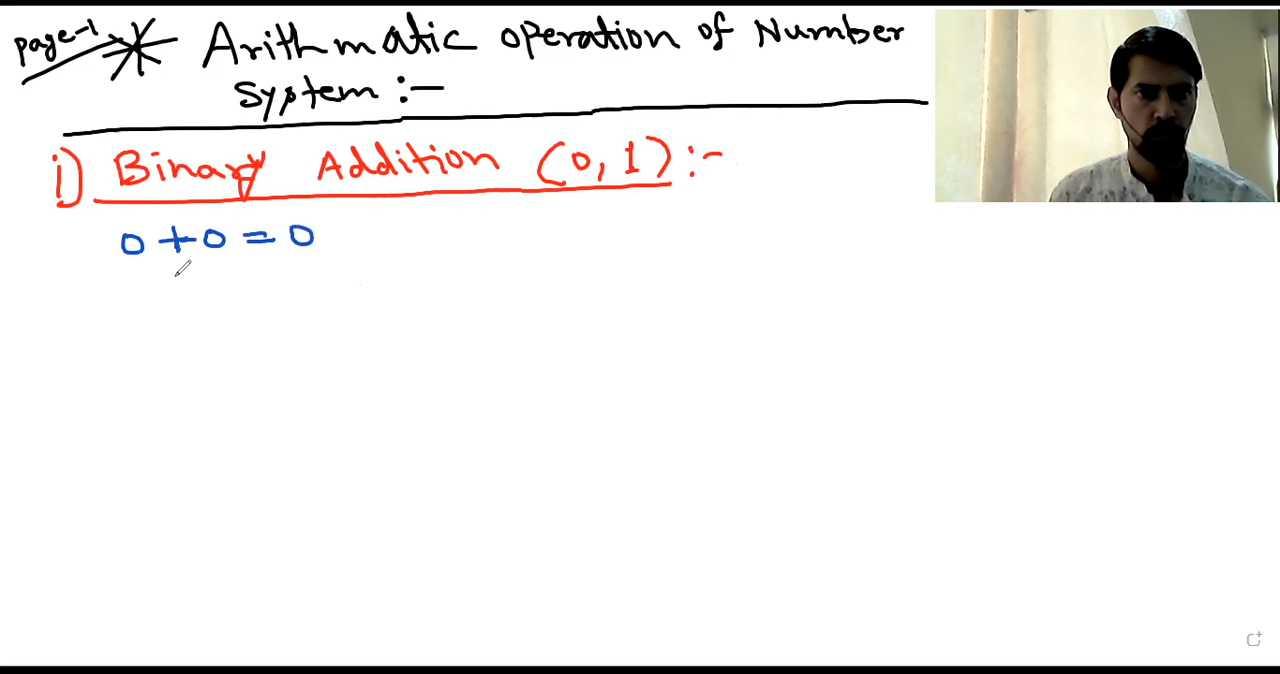 page-1 * Arithmatic operation of Number
System :-
i) Binary Addition (0, 1) :-
0 + 0 = 0